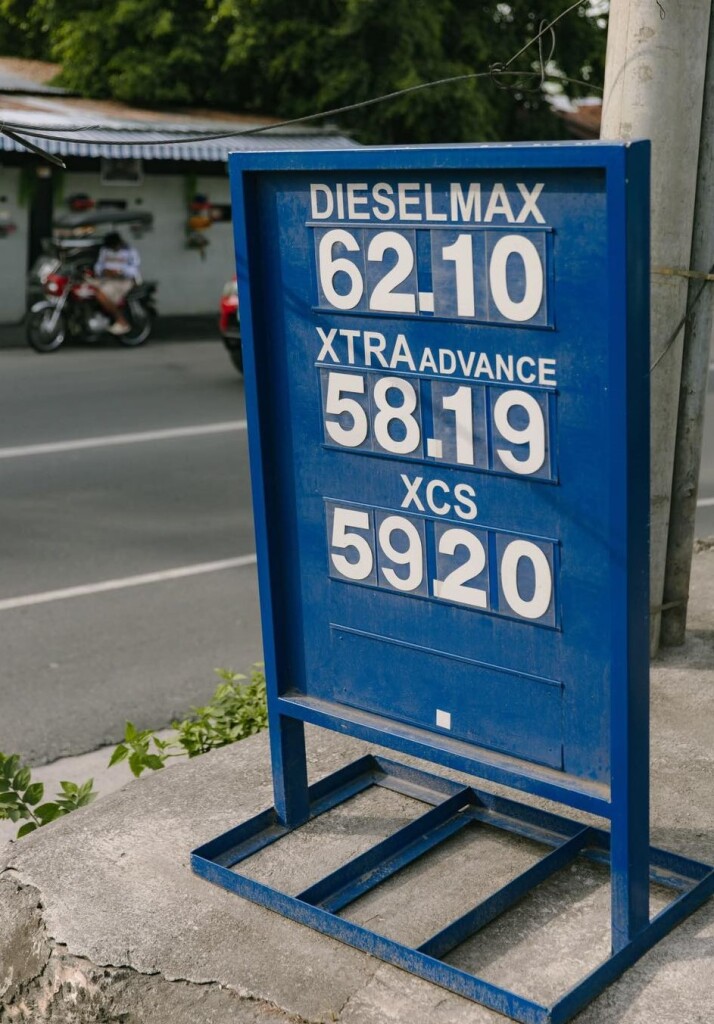 DIESELMAX
62.10
XTRA ADVANCE
58.19
XCS
59.20